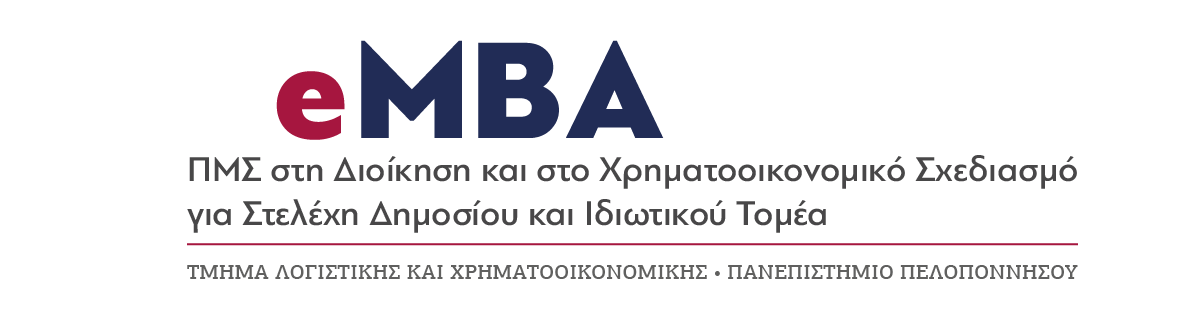 eMBA
ΠΜΣ στη Διοίκηση και στο Χρηματοοικονομικό Σχεδιασμό
για Στελέχη Δημοσίου και Ιδιωτικού Τομέα
ΤΜΗΜΑ ΛΟΓΙΣΤΙΚΗΣ ΚΑΙ ΧΡΗΜΑΤΟΟΙΚΟΝΟΜΙΚΗΣ • ΠΑΝΕΠΙΣΤΗΜΙΟ ΠΕΛΟΠΟΝΝΗΣΟΥ